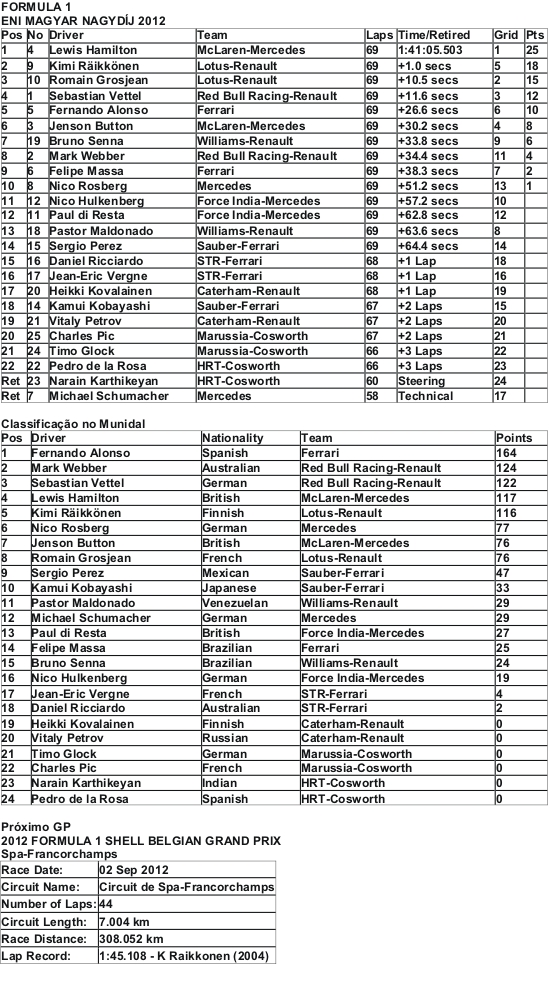 FORMULA 1
ENI MAGYAR NAGYDÍJ 2012
Pos No Driver Team Laps Time/Retired Grid Pts
1 4 Lewis Hamilton McLaren-Mercedes 69 1:41:05.503 1 25
2 9 Kimi Räikkönen Lotus-Renault 69 +1.0 secs 5 18
3 10 Romain Grosjean Lotus-Renault 69 +10.5 secs 2 15
4 1 Sebastian Vettel Red Bull Racing-Renault 69 +11.6 secs 3 12
5 5 Fernando Alonso Ferrari 69 +26.6 secs 6 10
6 3 Jenson Button McLaren-Mercedes 69 +30.2 secs 4 8
7 19 Bruno Senna Williams-Renault 69 +33.8 secs 9 6
8 2 Mark Webber Red Bull Racing-Renault 69 +34.4 secs 11 4
9 6 Felipe Massa Ferrari 69 +38.3 secs 7 2
10 8 Nico Rosberg Mercedes 69 +51.2 secs 13 1
11 12 Nico Hulkenberg Force India-Mercedes 69 +57.2 secs 10
12 11 Paul di Resta Force India-Mercedes 69 +62.8 secs 12
13 18 Pastor Maldonado Williams-Renault 69 +63.6 secs 8
14 15 Sergio Perez Sauber-Ferrari 69 +64.4 secs 14
15 16 Daniel Ricciardo STR-Ferrari 68 +1 Lap 18
16 17 Jean-Eric Vergne STR-Ferrari 68 +1 Lap 16
17 20 Heikki Kovalainen Caterham-Renault 68 +1 Lap 19
18 14 Kamui Kobayashi Sauber-Ferrari 67 +2 Laps 15
19 21 Vitaly Petrov Caterham-Renault 67 +2 Laps 20
20 25 Charles Pic Marussia-Cosworth 67 +2 Laps 21
21 24 Timo Glock Marussia-Cosworth 66 +3 Laps 22
22 22 Pedro de la Rosa HRT-Cosworth 66 +3 Laps 23
Ret 23 Narain Karthikeyan HRT-Cosworth 60 Steering 24
Ret 7 Michael Schumacher Mercedes 58 Technical 17
Classificação no Munidal
Pos Driver Nationality Team Points
1 Fernando Alonso Spanish Ferrari 164
2 Mark Webber Australian Red Bull Racing-Renault 124
3 Sebastian Vettel German Red Bull Racing-Renault 122
4 Lewis Hamilton British McLaren-Mercedes 117
5 Kimi Räikkönen Finnish Lotus-Renault 116
6 Nico Rosberg German Mercedes 77
7 Jenson Button British McLaren-Mercedes 76
8 Romain Grosjean French Lotus-Renault 76
9 Sergio Perez Mexican Sauber-Ferrari 47
10 Kamui Kobayashi Japanese Sauber-Ferrari 33
11 Pastor Maldonado Venezuelan Williams-Renault 29
12 Michael Schumacher German Mercedes 29
13 Paul di Resta British Force India-Mercedes 27
14 Felipe Massa Brazilian Ferrari 25
15 Bruno Senna Brazilian Williams-Renault 24
16 Nico Hulkenberg German Force India-Mercedes 19
17 Jean-Eric Vergne French STR-Ferrari 4
18 Daniel Ricciardo Australian STR-Ferrari 2
19 Heikki Kovalainen Finnish Caterham-Renault 0
20 Vitaly Petrov Russian Caterham-Renault 0
21 Timo Glock German Marussia-Cosworth 0
22 Charles Pic French Marussia-Cosworth 0
23 Narain Karthikeyan Indian HRT-Cosworth 0
24 Pedro de la Rosa Spanish HRT-Cosworth 0
Próximo GP
2012 FORMULA 1 SHELL BELGIAN GRAND PRIX
Spa-Francorchamps
Race Date: 02 Sep 2012
Circuit Name: Circuit de Spa-Francorchamps
Number of Laps: 44
Circuit Length: 7.004 km
Race Distance: 308.052 km
Lap Record: 1:45.108 - K Raikkonen (2004)